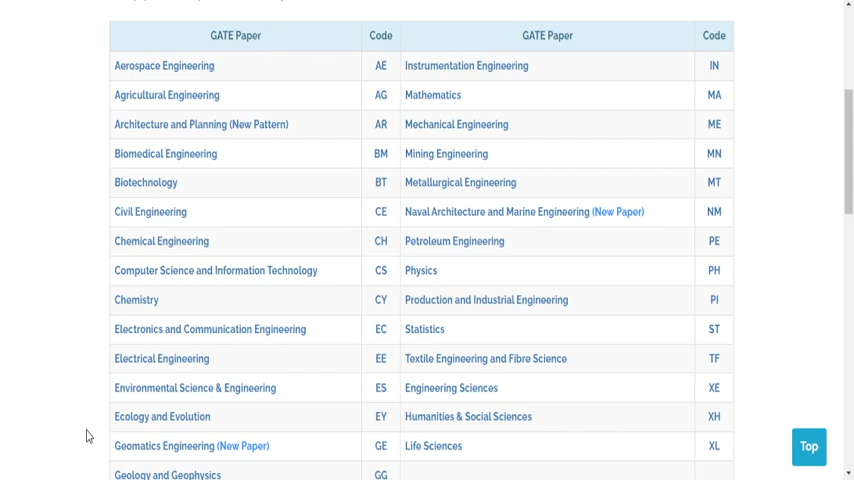 GATE Paper Code GATE Paper Code
Aerospace Engineering AE Instrumentation Engineering IN
Agricultural Engineering AG Mathematics MA
Architecture and Planning (New Pattern) AR Mechanical Engineering ME
Biomedical Engineering BM Mining Engineering MN
Biotechnology BT Metallurgical Engineering MT
Civil Engineering CE Naval Architecture and Marine Engineering (New Paper) NM
Chemical Engineering CH Petroleum Engineering PE
Computer Science and Information Technology CS Physics PH
Chemistry CY Production and Industrial Engineering PI
Electronics and Communication Engineering EC Statistics ST
Electrical Engineering EE Textile Engineering and Fibre Science TF
Environmental Science & Engineering ES Engineering Sciences XE
Ecology and Evolution EY Humanities & Social Sciences XH
Geomatics Engineering (New Paper) GE Life Sciences XL
Top
Geology and Geophysics GG